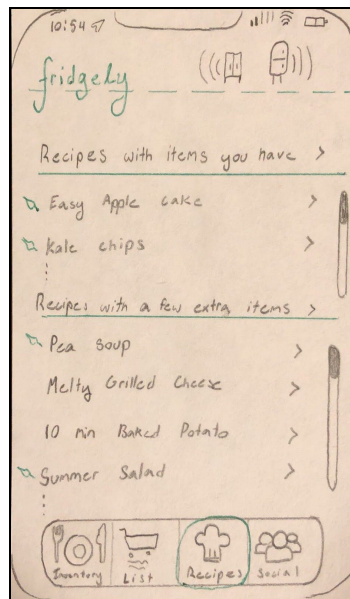 10:54
fridgely
Recipes with items you have >
Easy Apple cake >
kale chips >
Recipes with a few extra items >
Pea soup >
Melty Grilled Cheese >
10 min Baked Potato >
Summer Salad >
Inventory
List
Recipes
Social